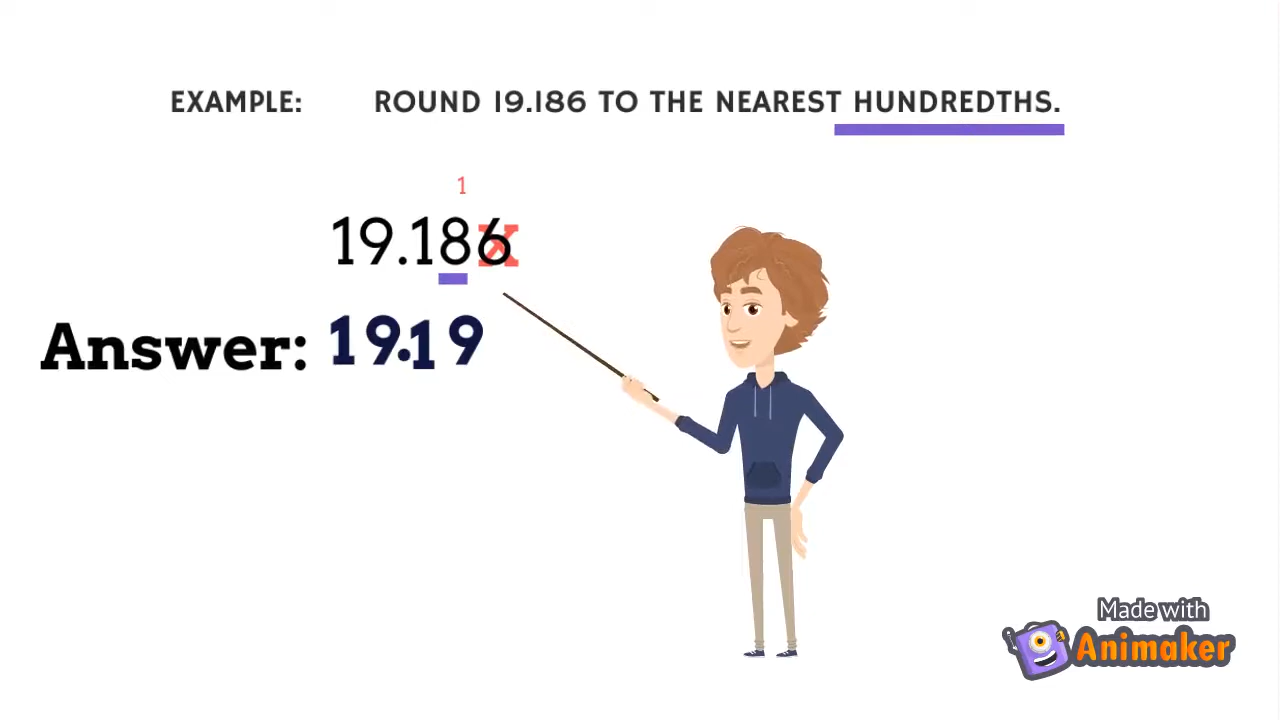 EXAMPLE: ROUND 19.186 TO THE NEAREST HUNDREDTHS.
1
19.186 X
Answer: 19.19
Made with
Animaker